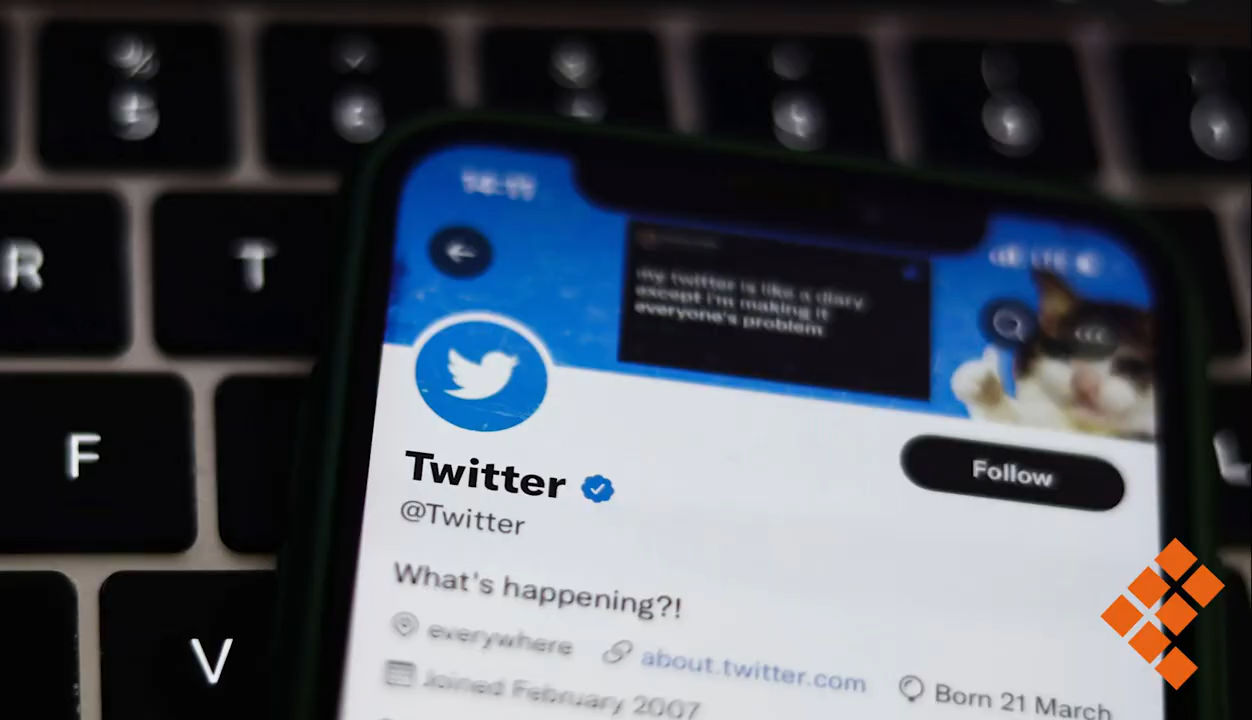 R
T
my twitter is like a diary
except i'm making it
everyone's problem
F
Twitter
Follow
@Twitter
What's happening?!
V
everywhere
about.twitter.com
Born 21 March
Joined February 2007